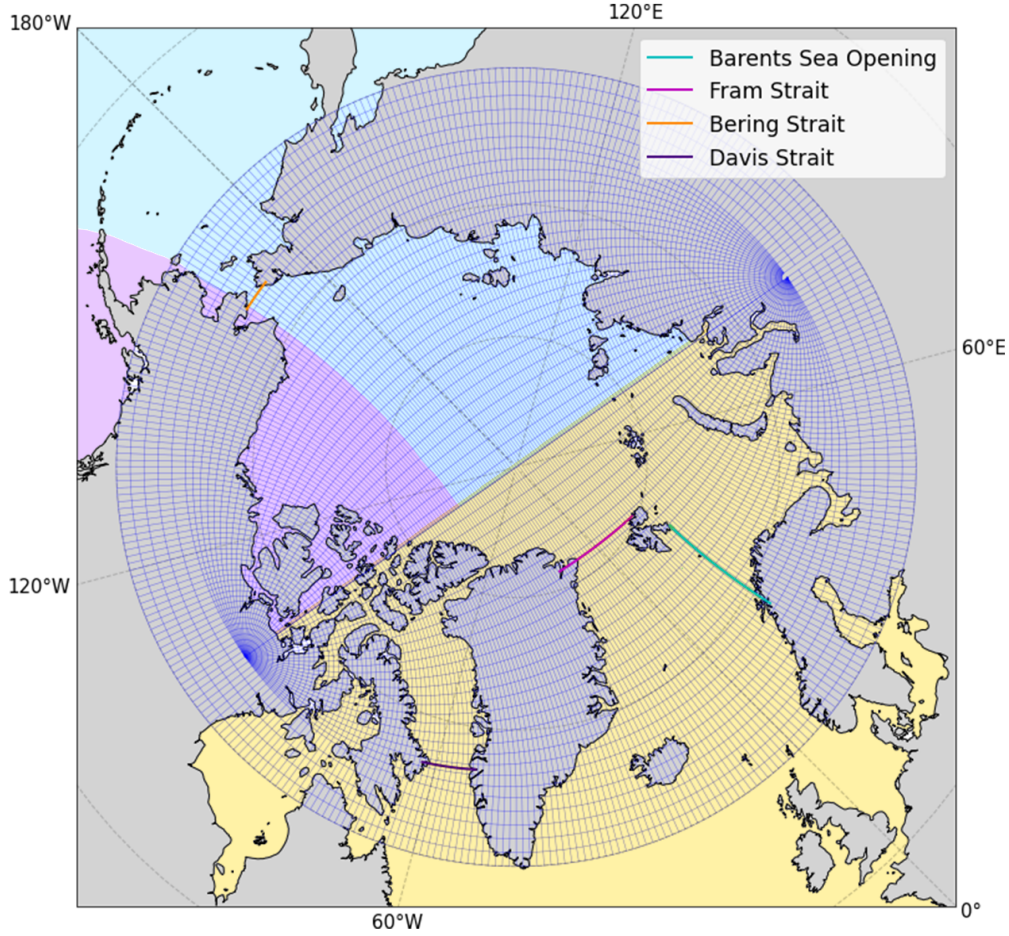 120°E
180°W
Barents Sea Opening
Fram Strait
Bering Strait
Davis Strait
60°E
120°W
60°W
0°